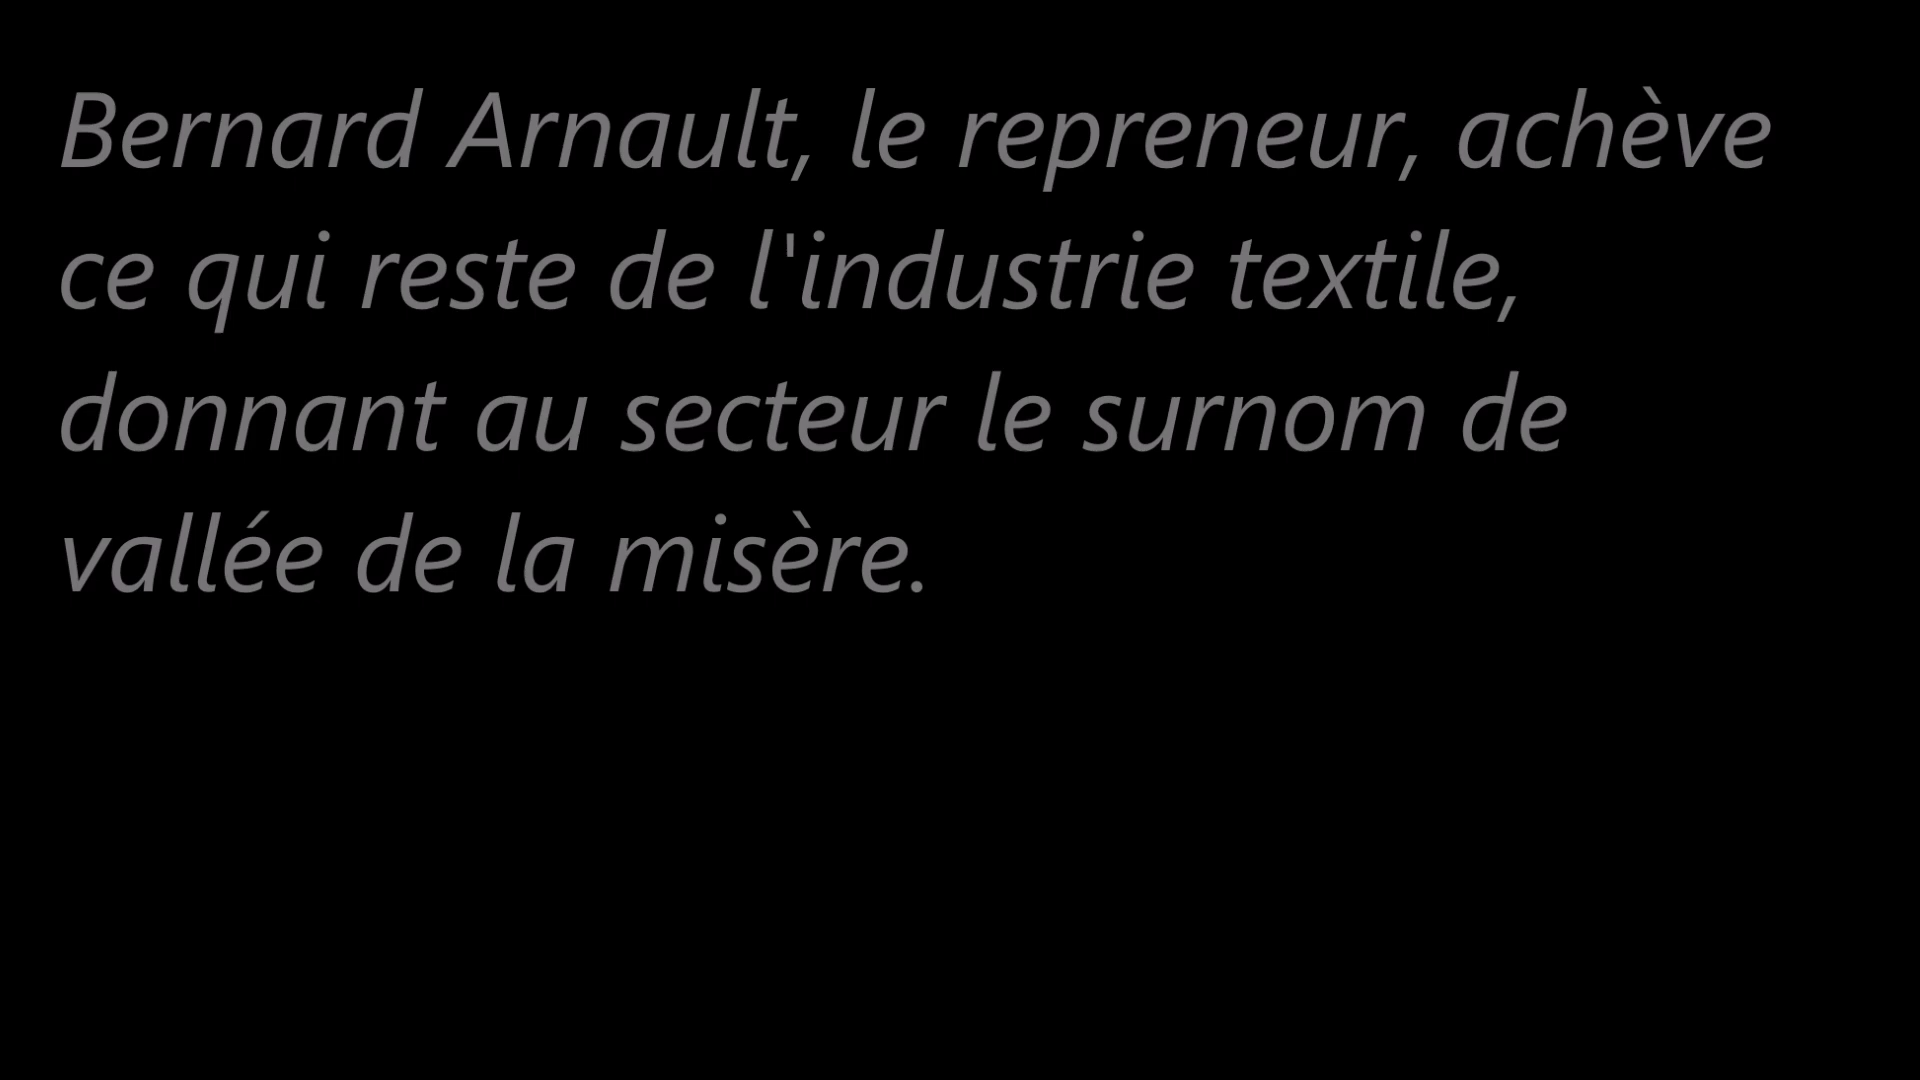 Bernard Arnault, le repreneur, achève
ce qui reste de l'industrie textile,
donnant au secteur le surnom de
vallée de la misère.